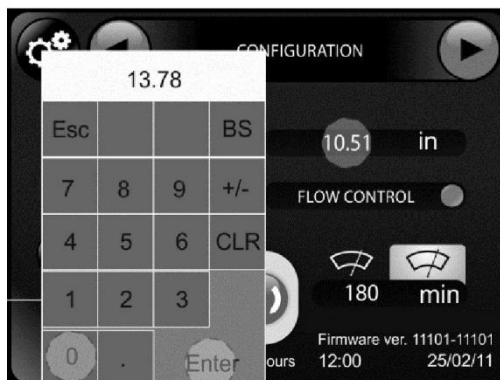 CONFIGURATION
13.78
Esc BS
10.51 in
7 8 9 +/-
FLOW CONTROL
4 5 6 CLR
1 2 3
180 min
0 . Enter
Firmware ver. 11101-11101
ours 12:00 25/02/11